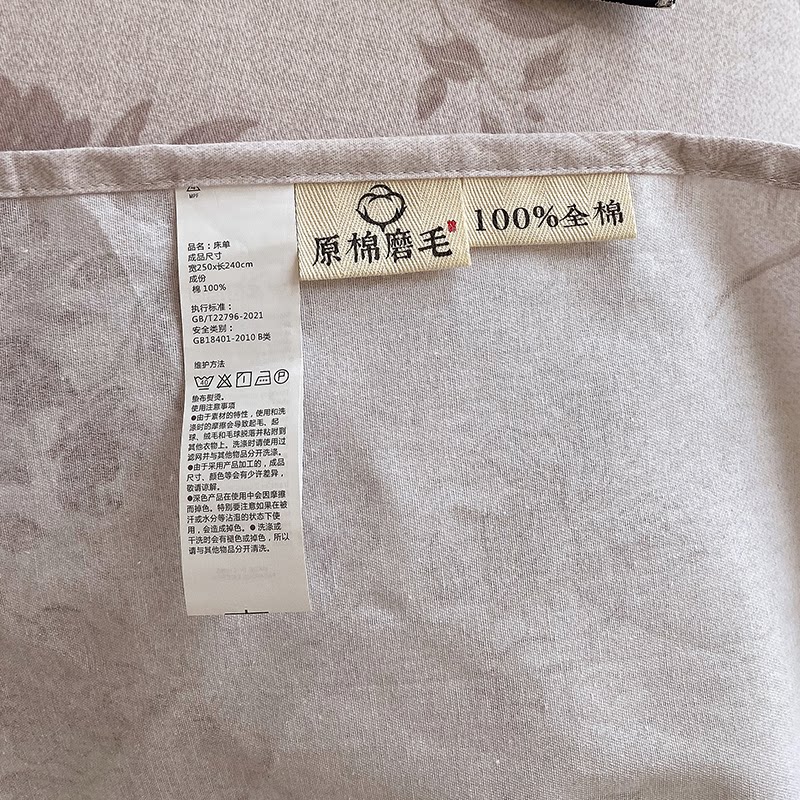 MPF
品名：床单
成品尺寸
宽250x长240cm
成份
棉 100%
执行标准：
GB/T22796-2021
安全类别：
GB18401-2010 B类
维护方法
垫布熨烫。
使用注意事项
●由于素材的特性，使用和洗
涤时的摩擦会导致起毛、起
球、绒毛和毛球脱落并粘附到
其他衣物上。洗涤时请使用过
滤网并与其他物品分开洗涤。
●由于采用产品加工的，成品
尺寸、颜色等会有少许差异，
敬请谅解。
●深色产品在使用中会因摩擦
而掉色。特别要注意如果在被
汗或水分等沾湿的状态下使
用，会造成掉色。●洗涤或
干洗时会有褪色或掉色，所以
请与其他物品分开清洗。
原棉磨毛
100%全棉